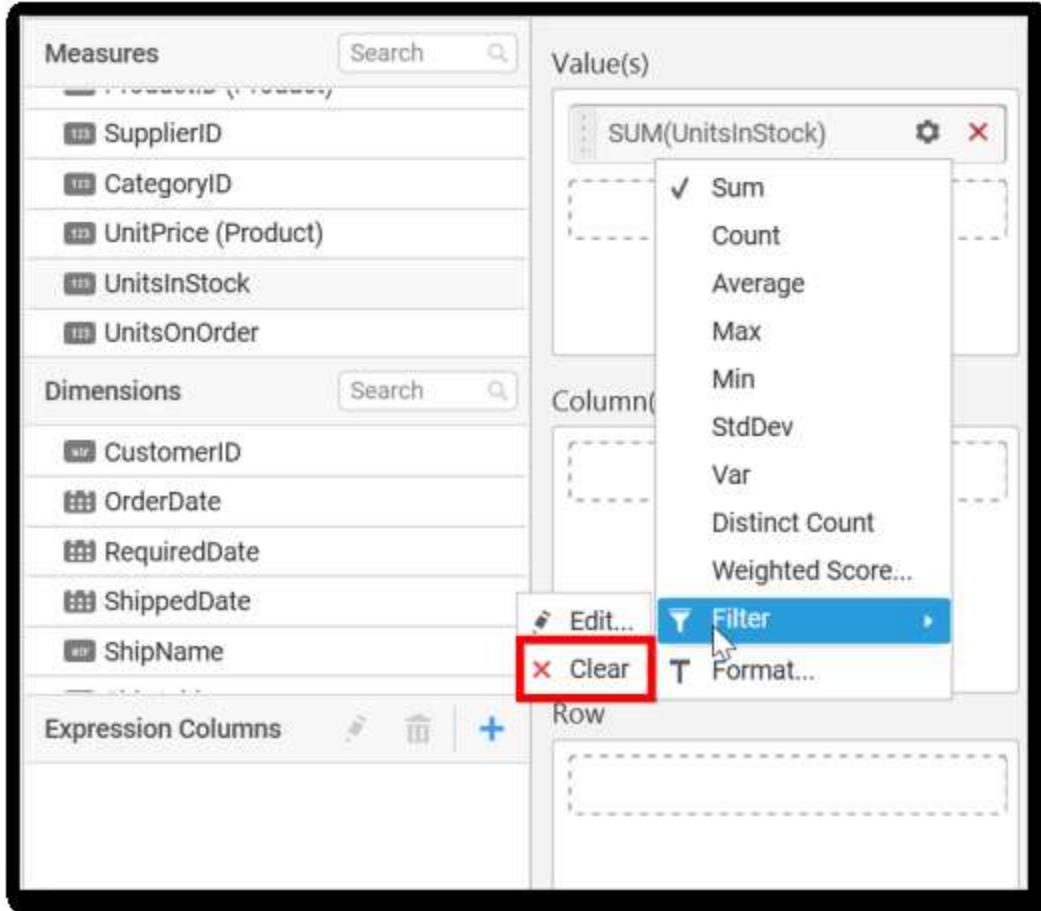 Measures
Search
SupplierID
CategoryID
UnitPrice (Product)
UnitsInStock
UnitsOnOrder
Dimensions
Search
CustomerID
OrderDate
RequiredDate
ShippedDate
ShipName
Expression Columns
Value(s)
SUM(UnitsInStock)
Sum
Count
Average
Max
Min
StdDev
Var
Distinct Count
Weighted Score...
Filter
Format...
Edit...
Clear
Column(
Row